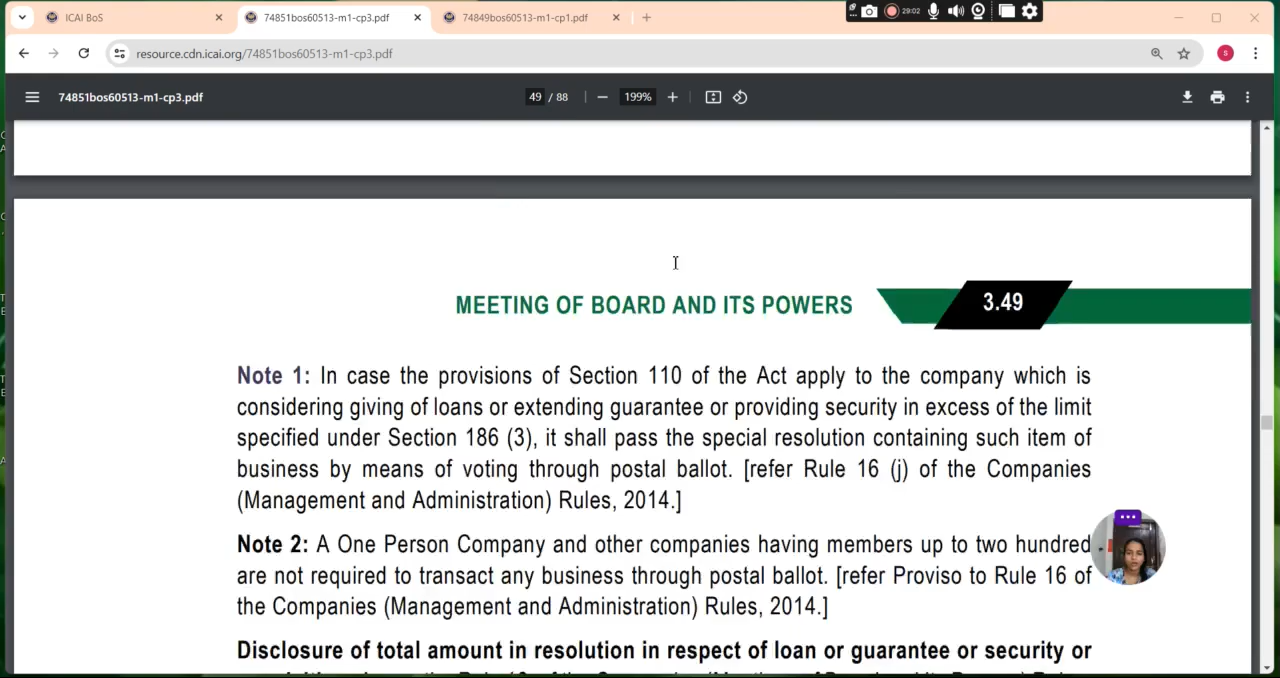 ICAI BoS
74851bos60513-m1-cp3.pdf
74849bos60513-m1-cp1.pdf
29:02
resource.cdn.icai.org/74851bos60513-m1-cp3.pdf
S
74851bos60513-m1-cp3.pdf
49 / 88
199%
MEETING OF BOARD AND ITS POWERS
3.49
Note 1: In case the provisions of Section 110 of the Act apply to the company which is
considering giving of loans or extending guarantee or providing security in excess of the limit
specified under Section 186 (3), it shall pass the special resolution containing such item of
business by means of voting through postal ballot. [refer Rule 16 (j) of the Companies
(Management and Administration) Rules, 2014.]
Note 2: A One Person Company and other companies having members up to two hundred
are not required to transact any business through postal ballot. [refer Proviso to Rule 16 of
the Companies (Management and Administration) Rules, 2014.]
Disclosure of total amount in resolution in respect of loan or guarantee or security or